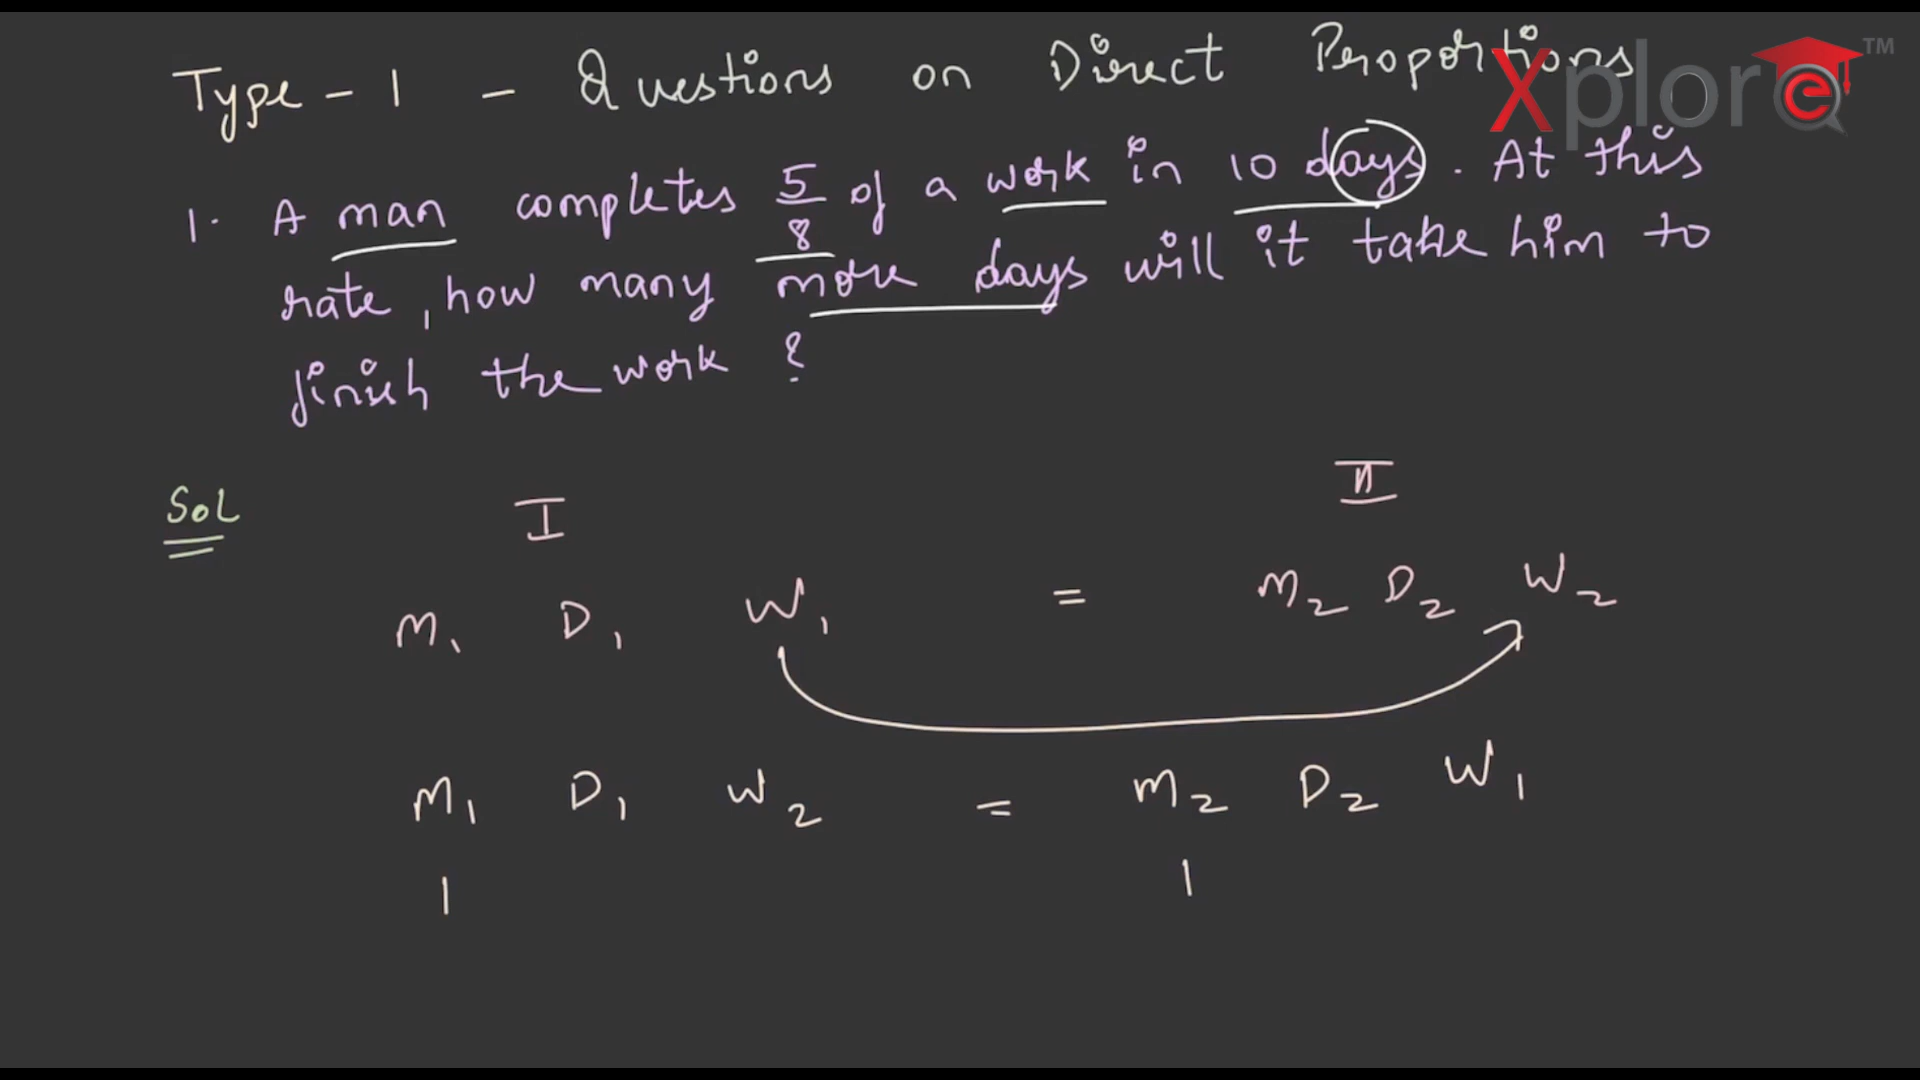 Type - 1 - Questions on Direct Proportions
Xplore™
1. A man completes 5/8 of a work in 10 days. At this
rate, how many more days will it take him to
finish the work ?
Sol
I II
M₁ D₁ W₁ = M₂ D₂ W₂
M₁ D₁ W₂ = M₂ D₂ W₁
1 1